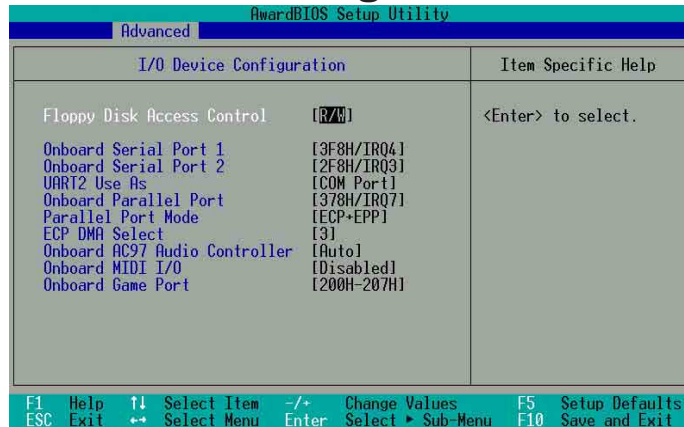 AwardBIOS Setup Utility
Advanced
I/O Device Configuration
Item Specific Help
Floppy Disk Access Control [R/W]
<Enter> to select.
Onboard Serial Port 1 [3F8H/IRQ4]
Onboard Serial Port 2 [2F8H/IRQ3]
UART2 Use As [COM Port]
Onboard Parallel Port [378H/IRQ7]
Parallel Port Mode [ECP+EPP]
ECP DMA Select [3]
Onboard AC97 Audio Controller [Auto]
Onboard MIDI I/O [Disabled]
Onboard Game Port [200H-207H]
F1 Help ↑↓ Select Item -/+ Change Values F5 Setup Defaults
ESC Exit ↔ Select Menu Enter Select ► Sub-Menu F10 Save and Exit